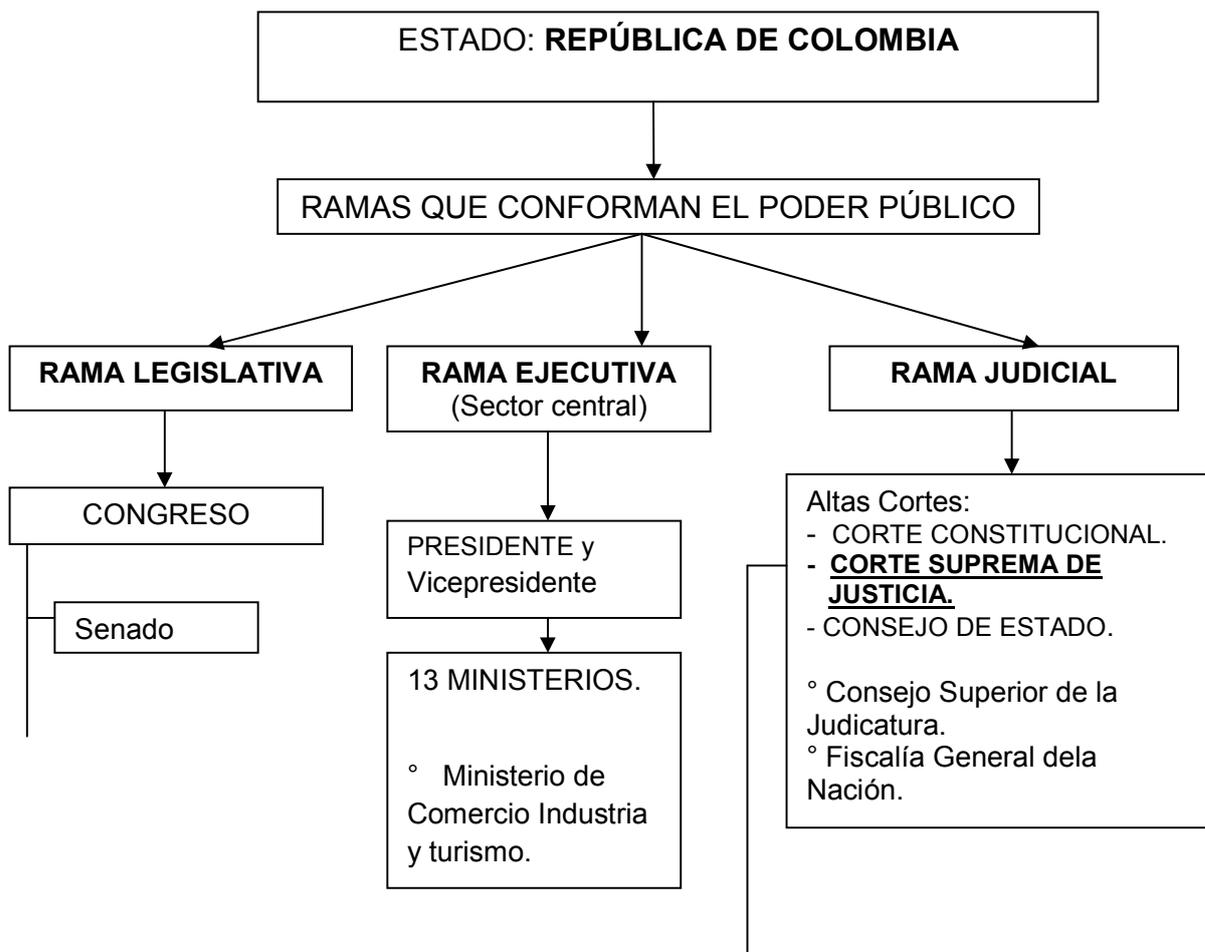 ESTADO: REPÚBLICA DE COLOMBIA
RAMAS QUE CONFORMAN EL PODER PÚBLICO
RAMA LEGISLATIVA
CONGRESO
Senado
RAMA EJECUTIVA
(Sector central)
PRESIDENTE y
Vicepresidente
13 MINISTERIOS.
° Ministerio de
Comercio Industria
y turismo.
RAMA JUDICIAL
Altas Cortes:
- CORTE CONSTITUCIONAL.
- CORTE SUPREMA DE
JUSTICIA.
- CONSEJO DE ESTADO.
° Consejo Superior de la
Judicatura.
° Fiscalía General dela
Nación.